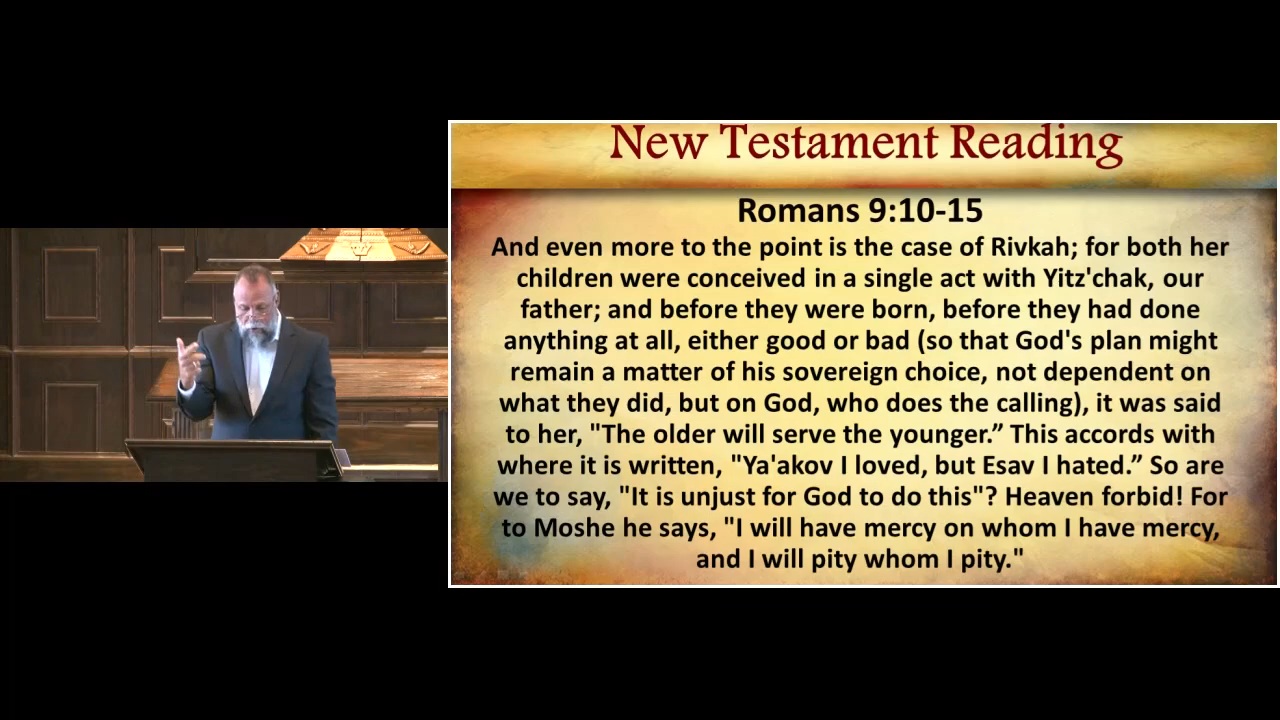 New Testament Reading
Romans 9:10-15
And even more to the point is the case of Rivkah; for both her
children were conceived in a single act with Yitz'chak, our
father; and before they were born, before they had done
anything at all, either good or bad (so that God's plan might
remain a matter of his sovereign choice, not dependent on
what they did, but on God, who does the calling), it was said
to her, "The older will serve the younger.” This accords with
where it is written, "Ya'akov I loved, but Esav I hated.” So are
we to say, "It is unjust for God to do this"? Heaven forbid! For
to Moshe he says, "I will have mercy on whom I have mercy,
and I will pity whom I pity."